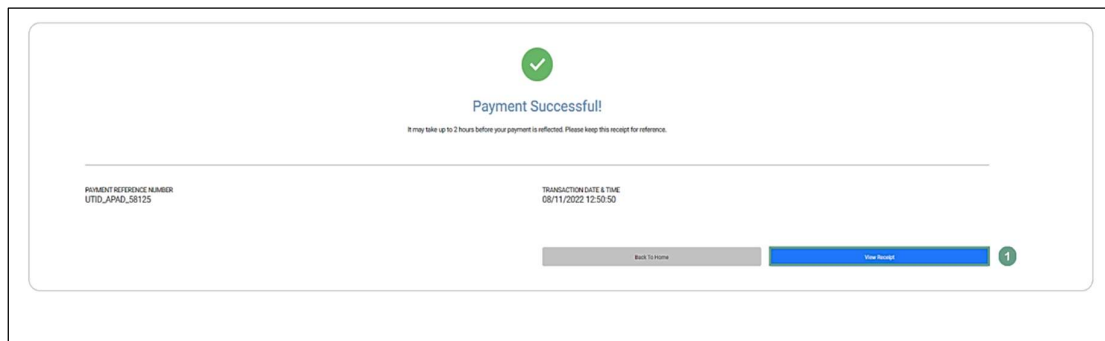 Payment Successful!
It may take up to 2 hours before your payment is reflected. Please keep this receipt for reference.
PAYMENT REFERENCE NUMBER
UTID_APAD_58125
TRANSACTION DATE & TIME
08/11/2022 12:50:50
Back To Home
View Receipt
1